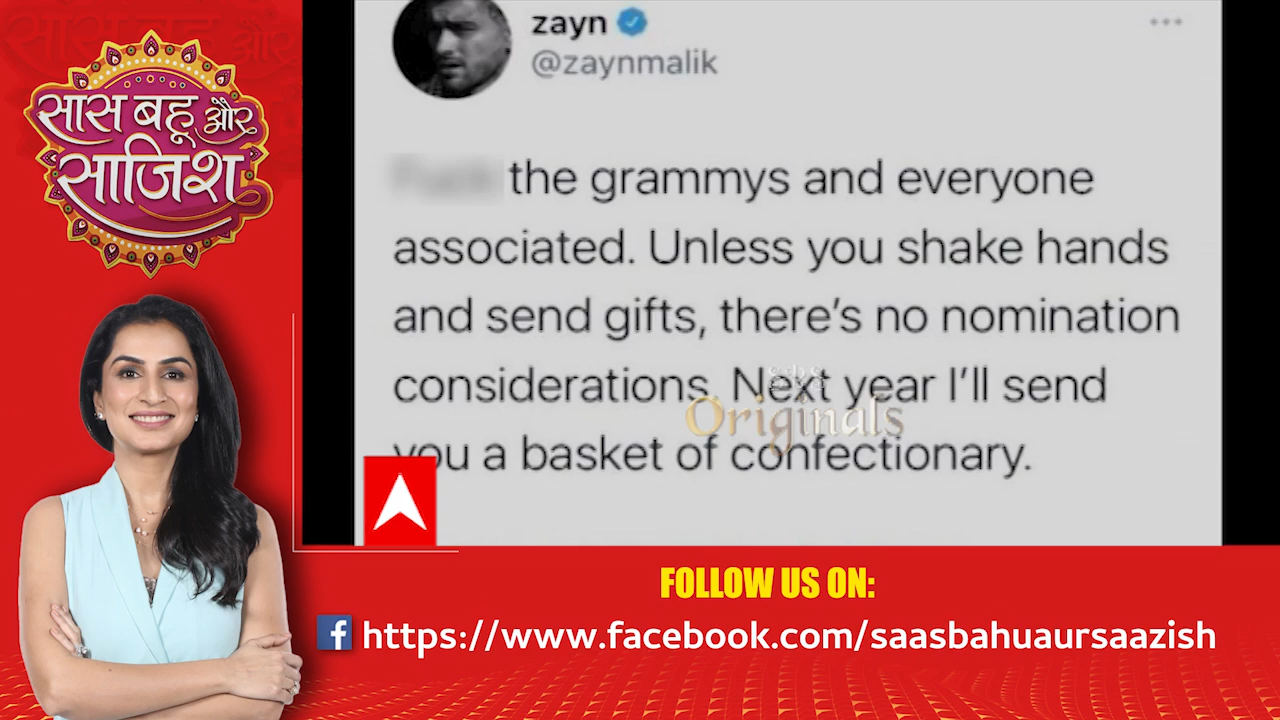 सास बहू और
साजिश
zayn
@zaynmalik
the grammys and everyone
associated. Unless you shake hands
and send gifts, there's no nomination
considerations. Next year I'll send
you a basket of confectionary.
sbs
Originals
FOLLOW US ON:
https://www.facebook.com/saasbahuaursaazish